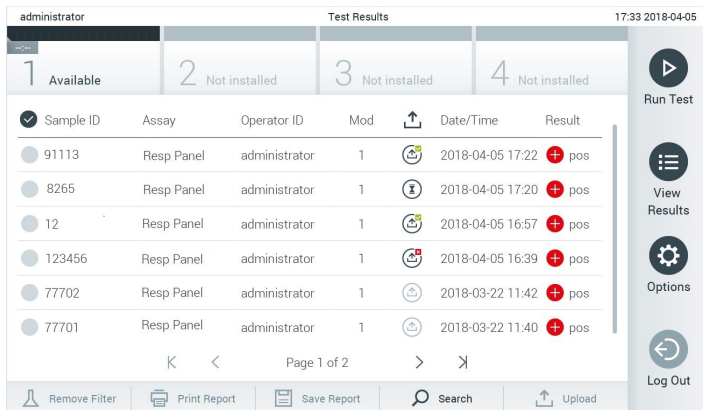 administrator Test Results 17:33 2018-04-05
--:--
1 Available 2 Not installed 3 Not installed 4 Not installed
Run Test
Sample ID Assay Operator ID Mod Date/Time Result
91113 Resp Panel administrator 1 2018-04-05 17:22 pos
8265 Resp Panel administrator 1 2018-04-05 17:20 pos
View
Results
12 Resp Panel administrator 1 2018-04-05 16:57 pos
123456 Resp Panel administrator 1 2018-04-05 16:39 pos
77702 Resp Panel administrator 1 2018-03-22 11:42 pos
Options
77701 Resp Panel administrator 1 2018-03-22 11:40 pos
Page 1 of 2
Log Out
Remove Filter Print Report Save Report Search Upload